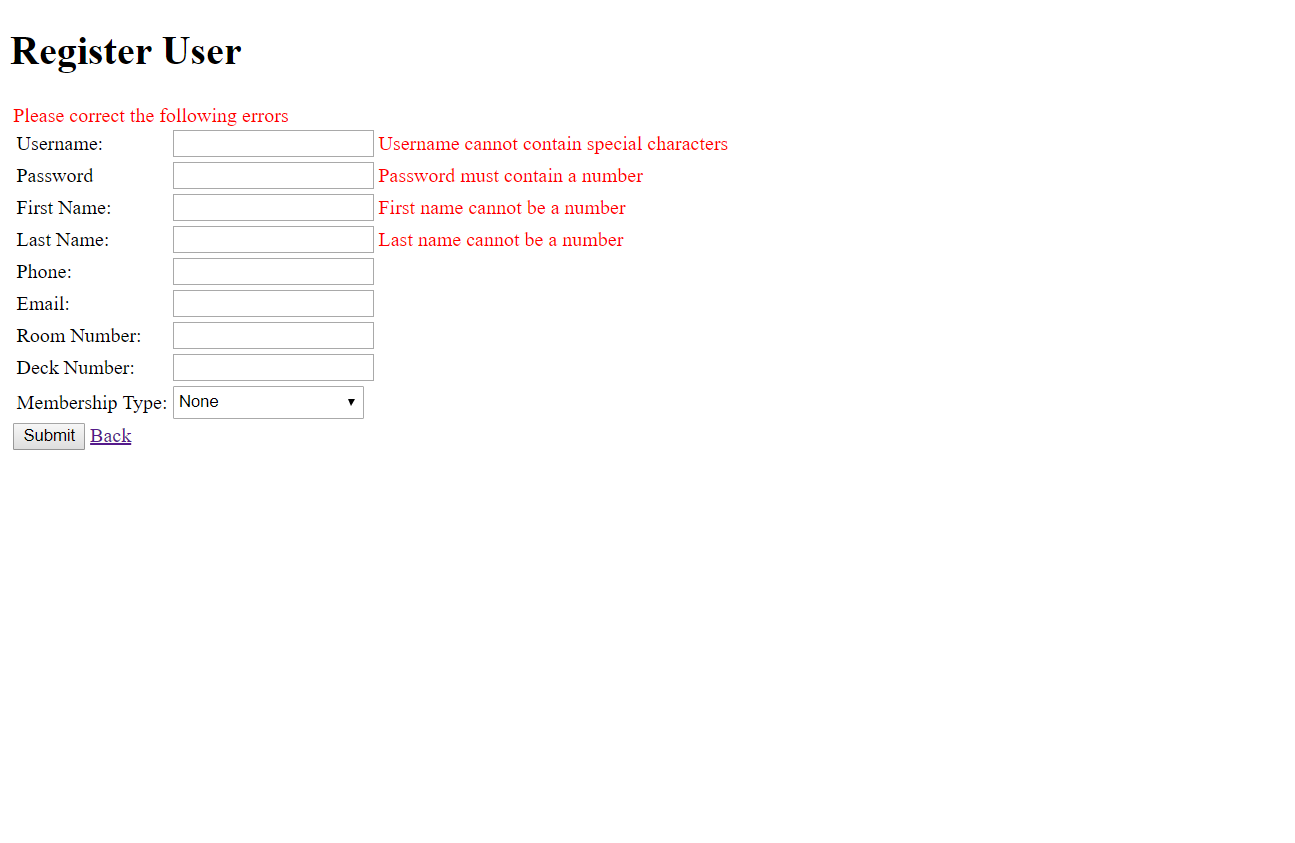 Register User
Please correct the following errors
Username: Username cannot contain special characters
Password Password must contain a number
First Name: First name cannot be a number
Last Name: Last name cannot be a number
Phone:
Email:
Room Number:
Deck Number:
Membership Type: None
Submit Back